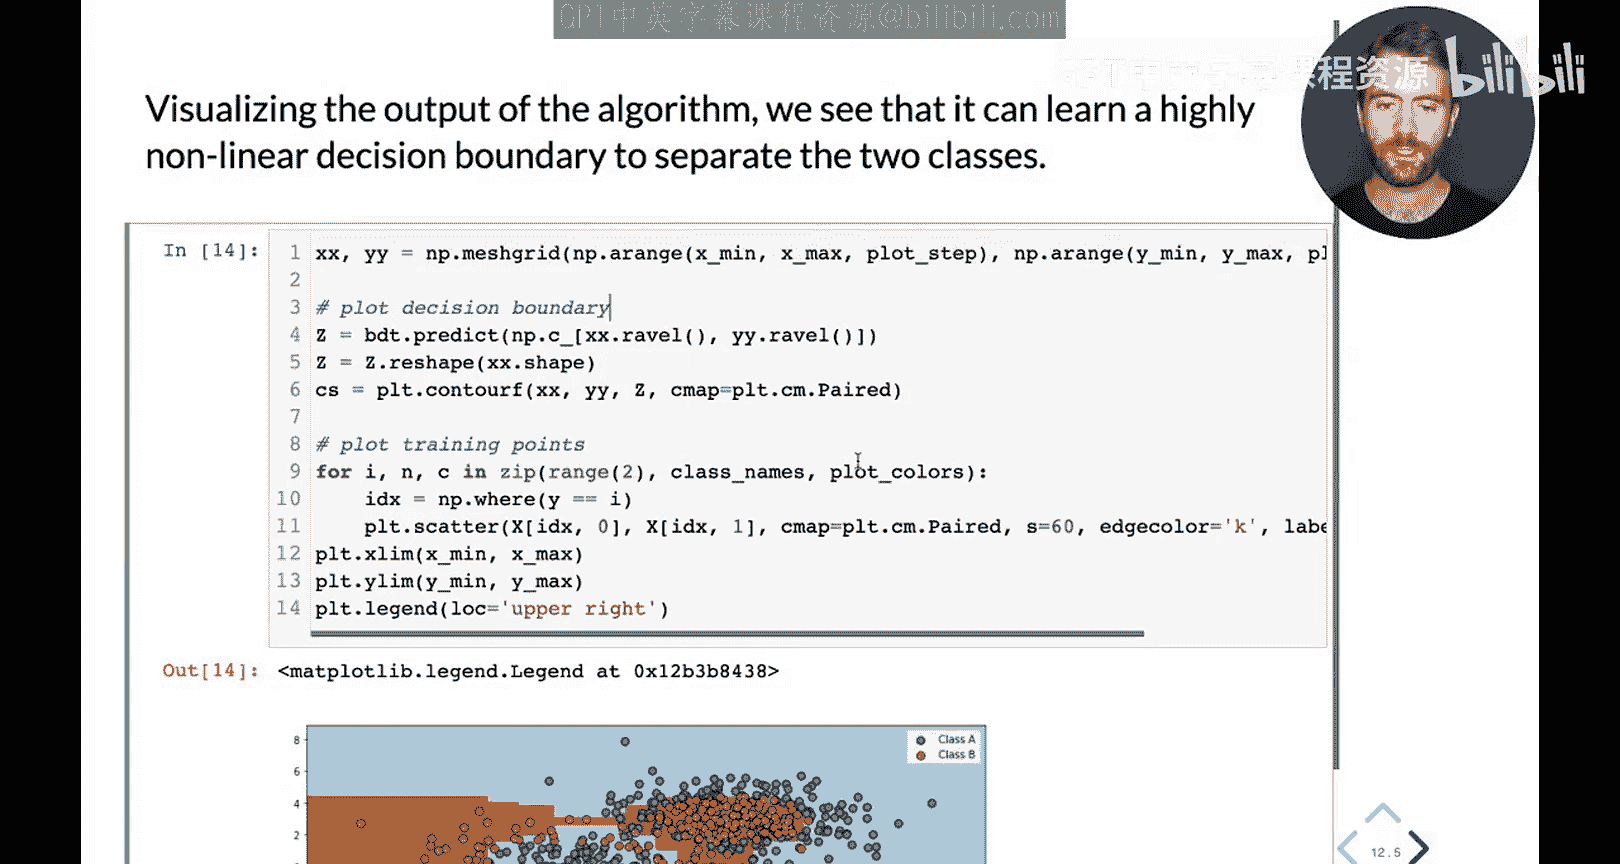 GPT中英字幕课程资源@bilibili.com
课程资源
bilibili
Visualizing the output of the algorithm, we see that it can learn a highly
non-linear decision boundary to separate the two classes.
In [14]:
1 xx, yy = np.meshgrid(np.arange(x_min, x_max, plot_step), np.arange(y_min, y_max, pl
2
3 # plot decision boundary
4 Z = bdt.predict(np.c_[xx.ravel(), yy.ravel()])
5 Z = Z.reshape(xx.shape)
6 cs = plt.contourf(xx, yy, Z, cmap=plt.cm.Paired)
7
8 # plot training points
9 for i, n, c in zip(range(2), class_names, plot_colors):
10 idx = np.where(y == i)
11 plt.scatter(X[idx, 0], X[idx, 1], cmap=plt.cm.Paired, s=60, edgecolor='k', labe
12 plt.xlim(x_min, x_max)
13 plt.ylim(y_min, y_max)
14 plt.legend(loc='upper right')
Out[14]: <matplotlib.legend.Legend at 0x12b3b8438>
8
6
4
2
Class A
Class B
12.5